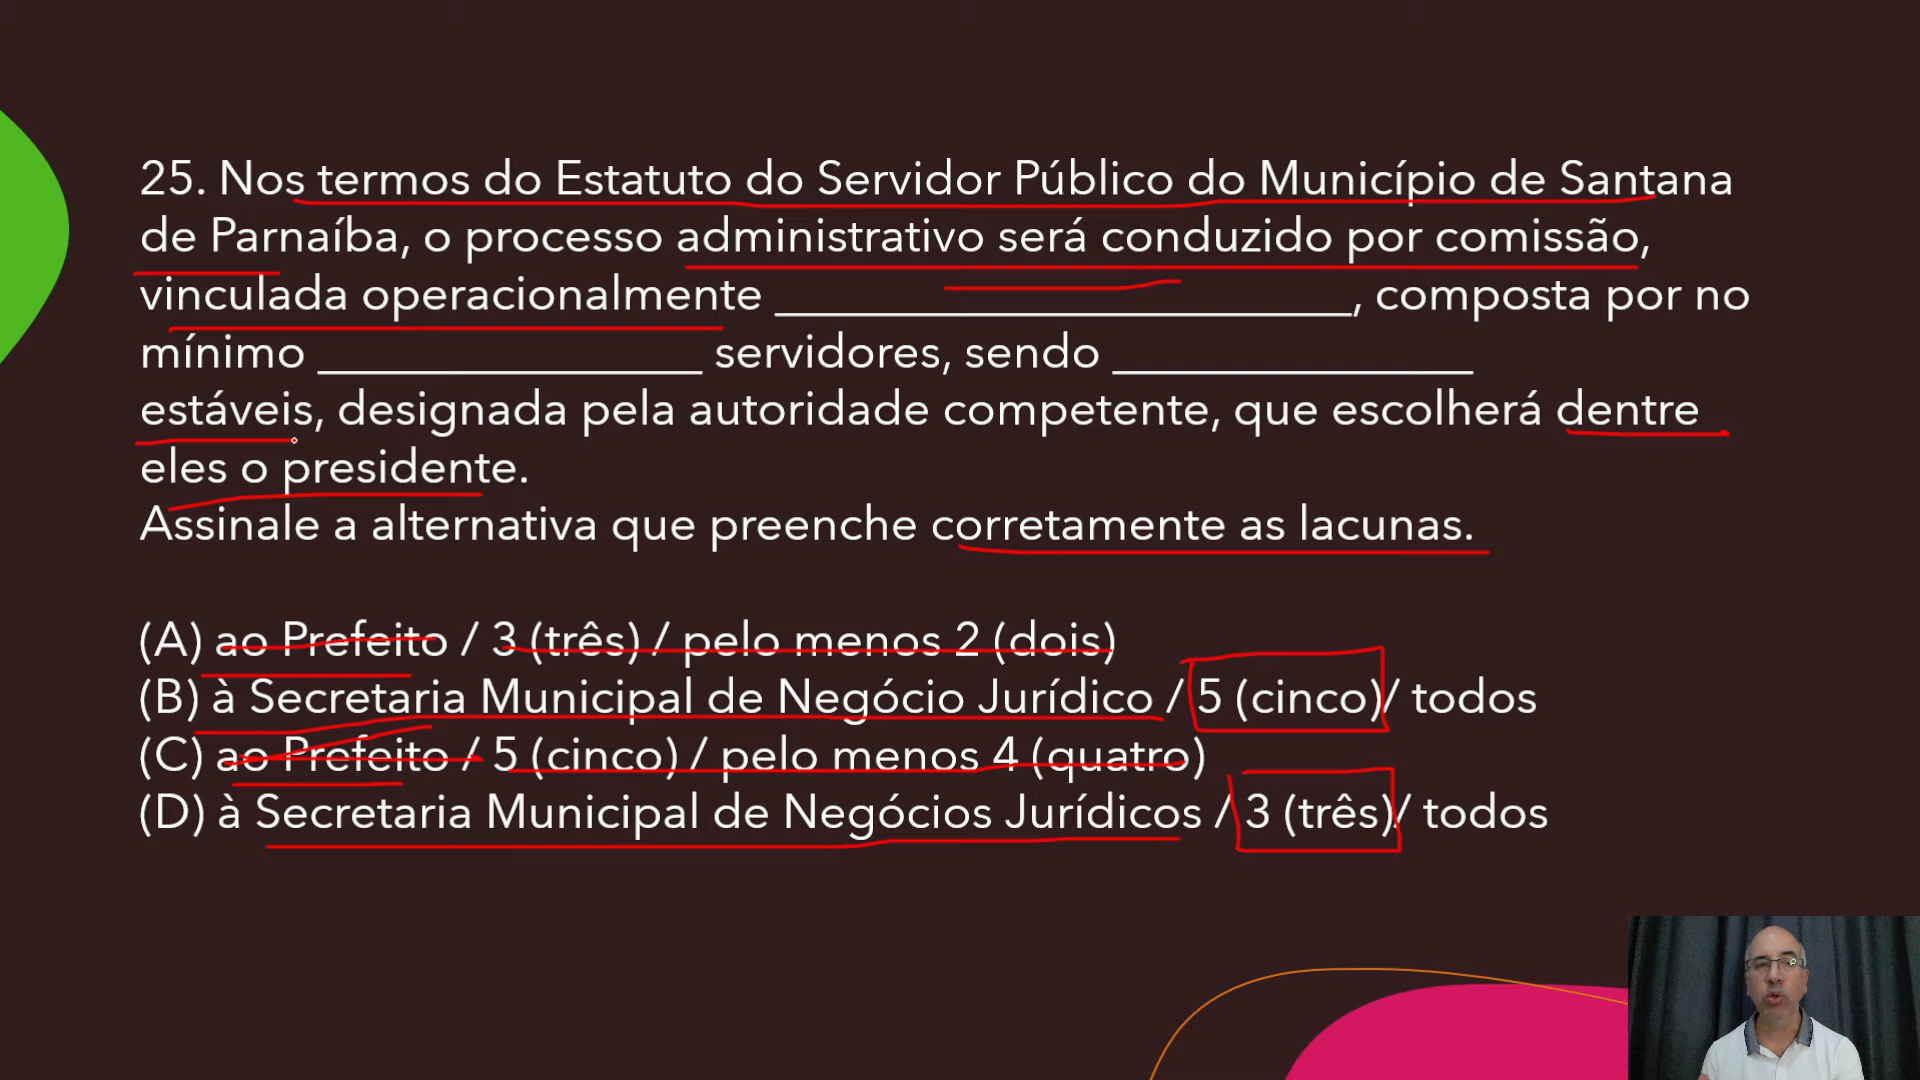 25. Nos termos do Estatuto do Servidor Público do Município de Santana
de Parnaíba, o processo administrativo será conduzido por comissão,
vinculada operacionalmente ________________________, composta por no
mínimo ________________ servidores, sendo _______________
estáveis, designada pela autoridade competente, que escolherá dentre
eles o presidente.
Assinale a alternativa que preenche corretamente as lacunas.
(A) ao Prefeito / 3 (três) / pelo menos 2 (dois)
(B) à Secretaria Municipal de Negócio Jurídico / 5 (cinco)/ todos
(C) ao Prefeito / 5 (cinco) / pelo menos 4 (quatro)
(D) à Secretaria Municipal de Negócios Jurídicos / 3 (três)/ todos